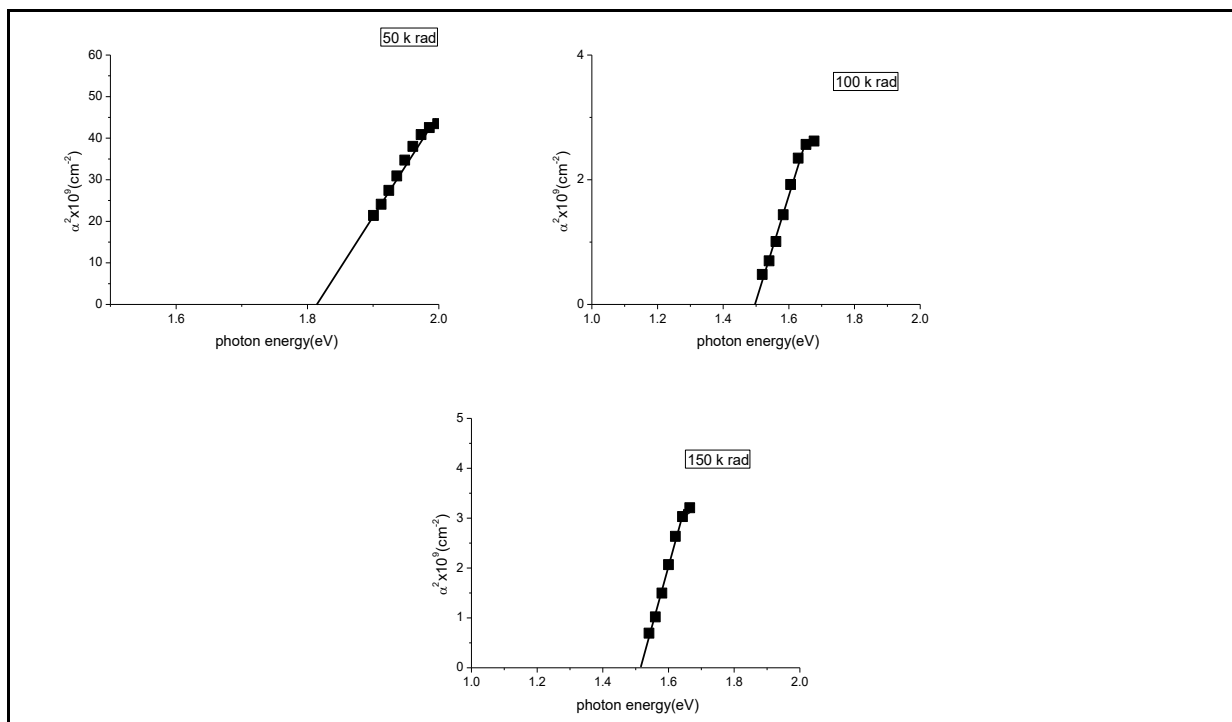 50 k rad
60
50
40
30
20
10
0
α²x10⁹(cm⁻²)
1.6 1.8 2.0
photon energy(eV)
100 k rad
4
2
0
α²x10⁹(cm⁻²)
1.0 1.2 1.4 1.6 1.8 2.0
photon energy(eV)
150 k rad
5
4
3
2
1
0
α²x10⁹(cm⁻²)
1.0 1.2 1.4 1.6 1.8 2.0
photon energy(eV)